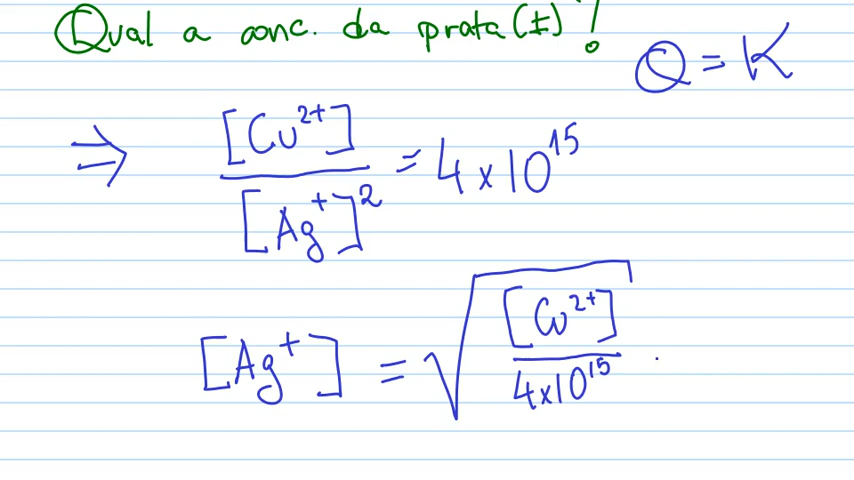 Qual a conc. da prata(I)?
Q = K
⇒ [Cu²⁺] / [Ag⁺]² = 4 x 10¹⁵
[Ag⁺] = √([Cu²⁺] / 4x10¹⁵)